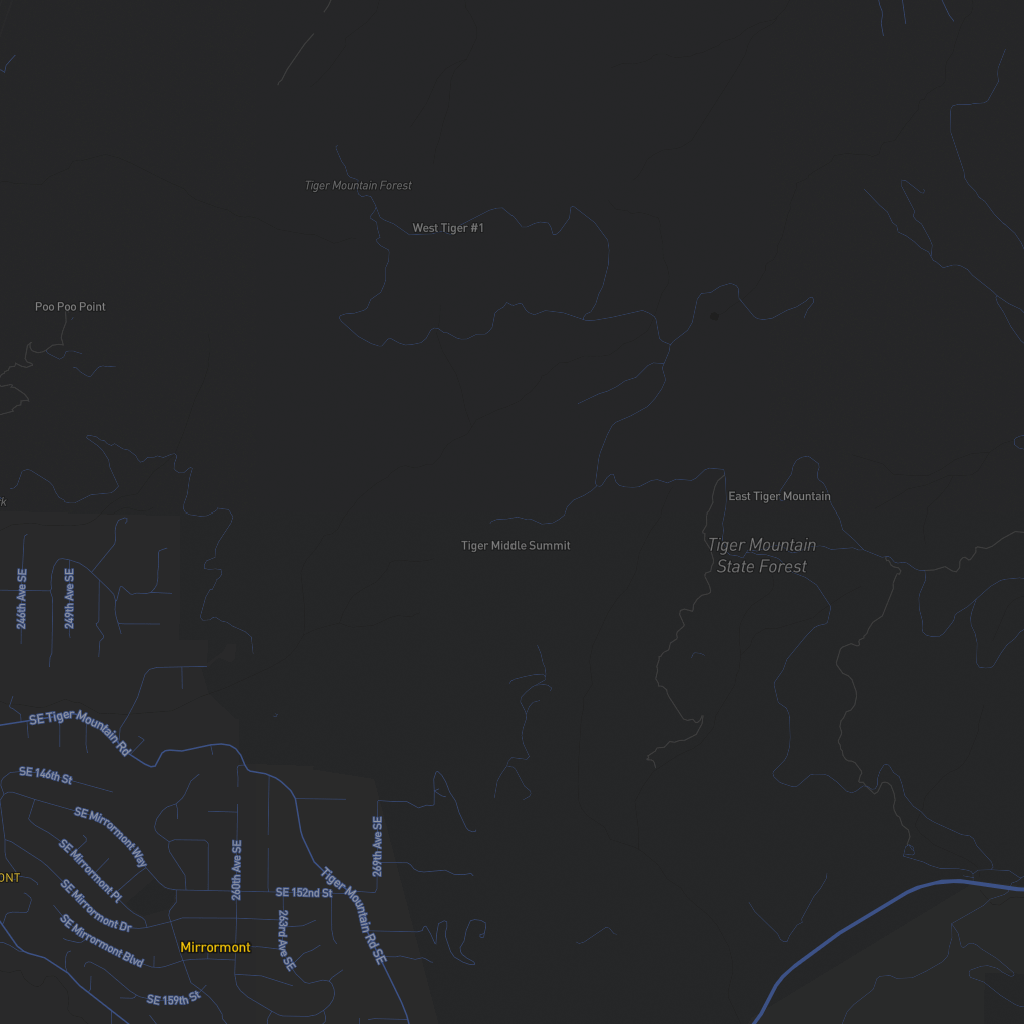 Tiger Mountain Forest
West Tiger #1
Poo Poo Point
East Tiger Mountain
Tiger Middle Summit
Tiger Mountain
State Forest
246th Ave SE
249th Ave SE
SE Tiger Mountain Rd
SE 146th St
SE Mirrormont Way
SE Mirrormont Pl
SE Mirrormont Dr
SE Mirrormont Blvd
SE 159th St
260th Ave SE
269th Ave SE
SE 152nd St
Tiger Mountain Rd SE
263rd Ave SE
Mirrormont
ONT